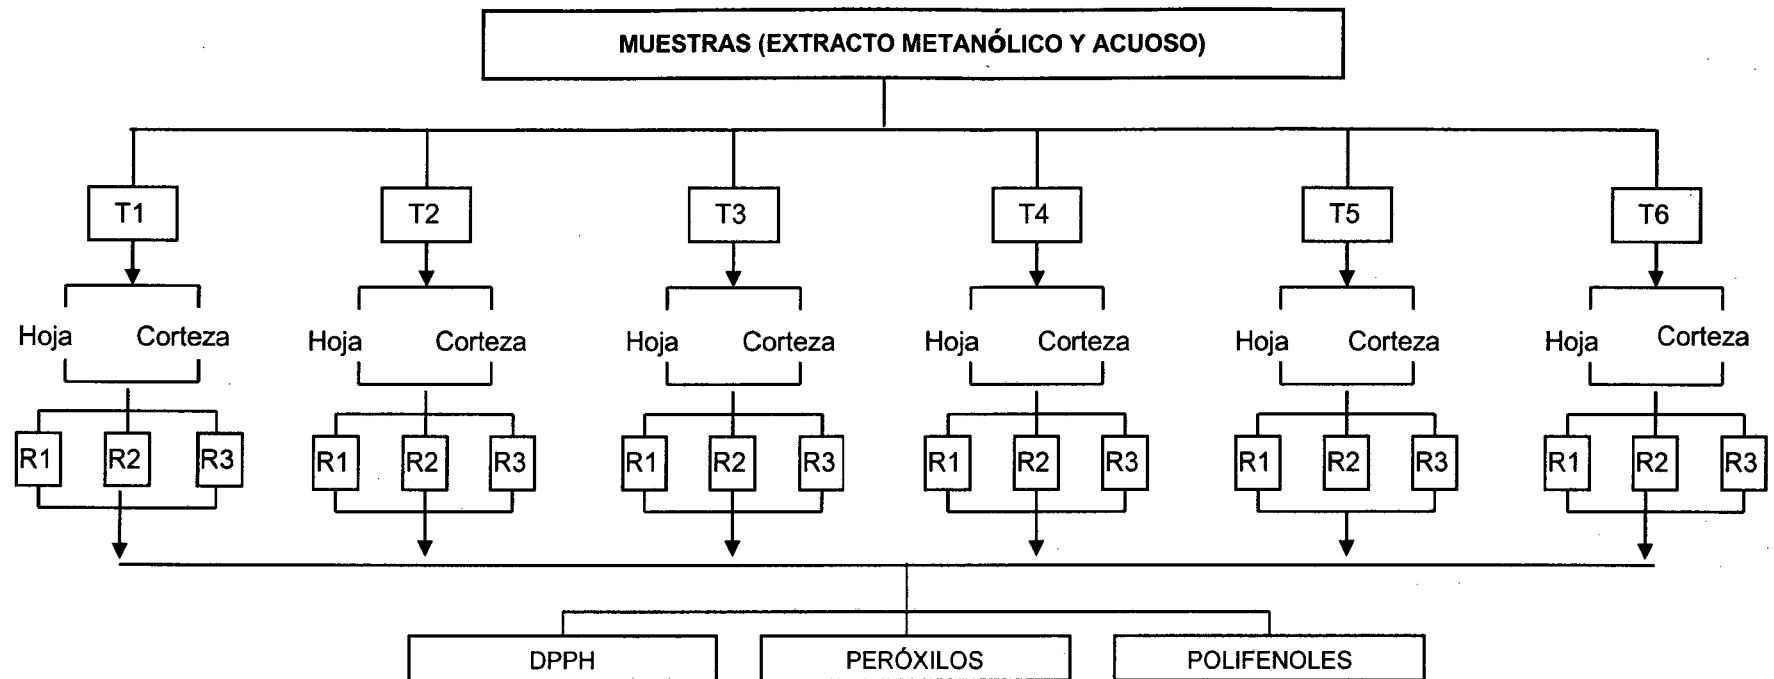 MUESTRAS (EXTRACTO METANÓLICO Y ACUOSO)
T1 T2 T3 T4 T5 T6
Hoja Corteza Hoja Corteza Hoja Corteza Hoja Corteza Hoja Corteza Hoja Corteza
R1 R2 R3 R1 R2 R3 R1 R2 R3 R1 R2 R3 R1 R2 R3 R1 R2 R3
DPPH PERÓXILOS POLIFENOLES